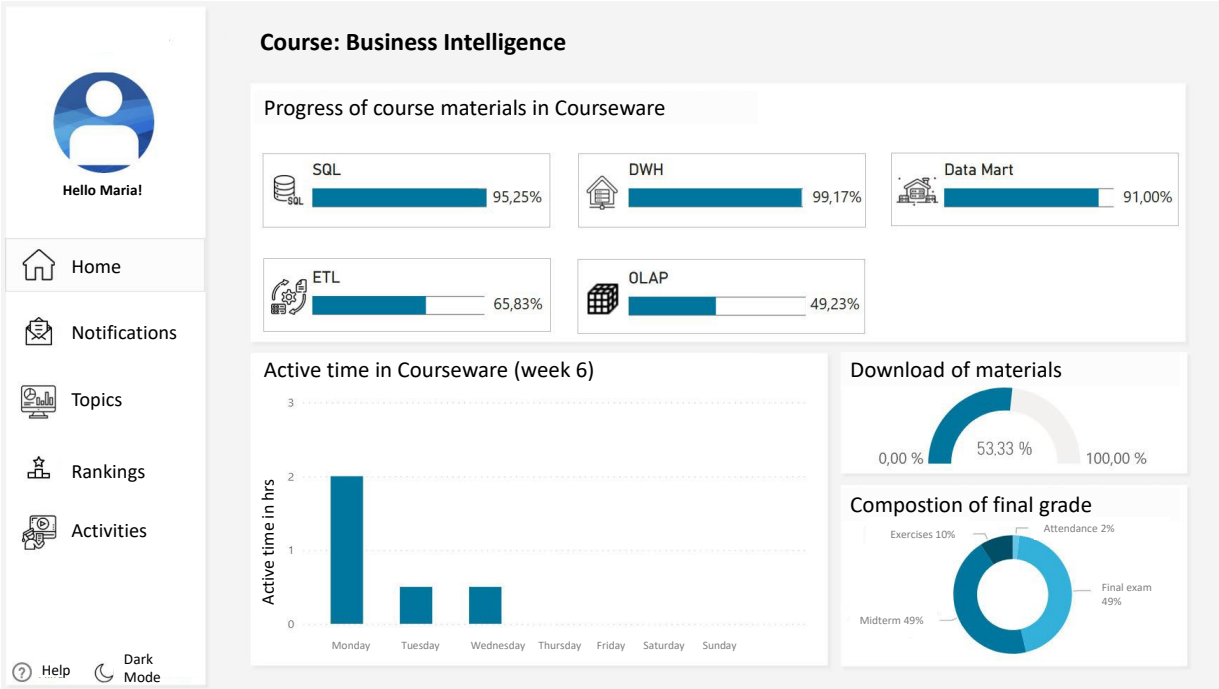 Course: Business Intelligence
Hello Maria!
Home
Notifications
Topics
Rankings
Activities
? Help
Dark
Mode
Progress of course materials in Courseware
SQL
SQL
95,25%
DWH
99,17%
Data Mart
91,00%
ETL
65,83%
OLAP
49,23%
Active time in Courseware (week 6)
Active time in hrs
3
2
1
0
Monday Tuesday Wednesday Thursday Friday Saturday Sunday
Download of materials
0,00 %
53,33 %
100,00 %
Compostion of final grade
Exercises 10%
Attendance 2%
Final exam
49%
Midterm 49%